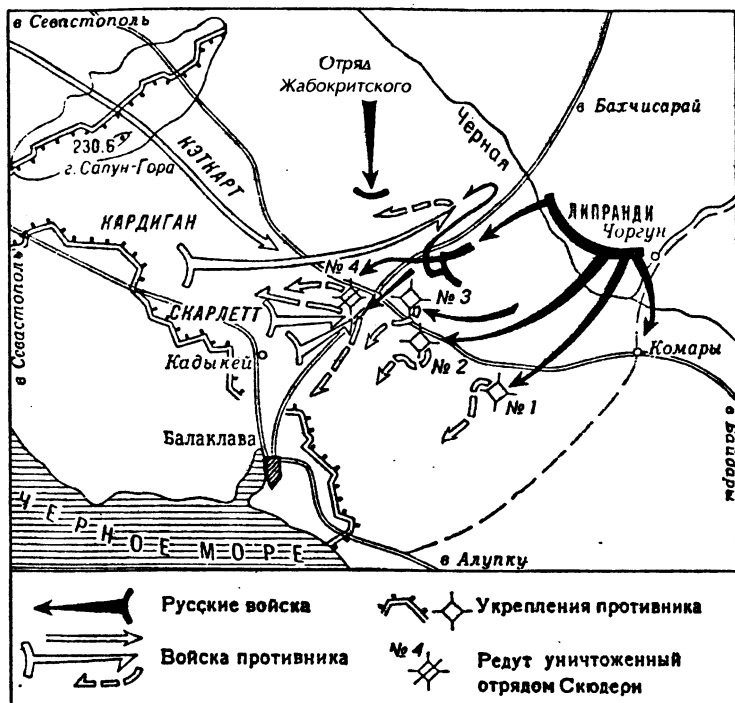 в Севастополь
Отряд
Жабокритского
в Бахчисарай
Чёрная
230.6
г. Сапун-Гора
КЭТКАРТ
КАРДИГАН
ЛИПРАНДИ
Чоргун
№ 4
№ 3
СКАРЛЕТТ
в Севастополь
Кадыкей
№ 2
Комары
№ 1
в Байдары
Балаклава
ЧЕРНОЕ МОРЕ
в Алупку
Русские войска
Укрепления противника
Войска противника
№ 4
Редут уничтоженный
отрядом Скюдери